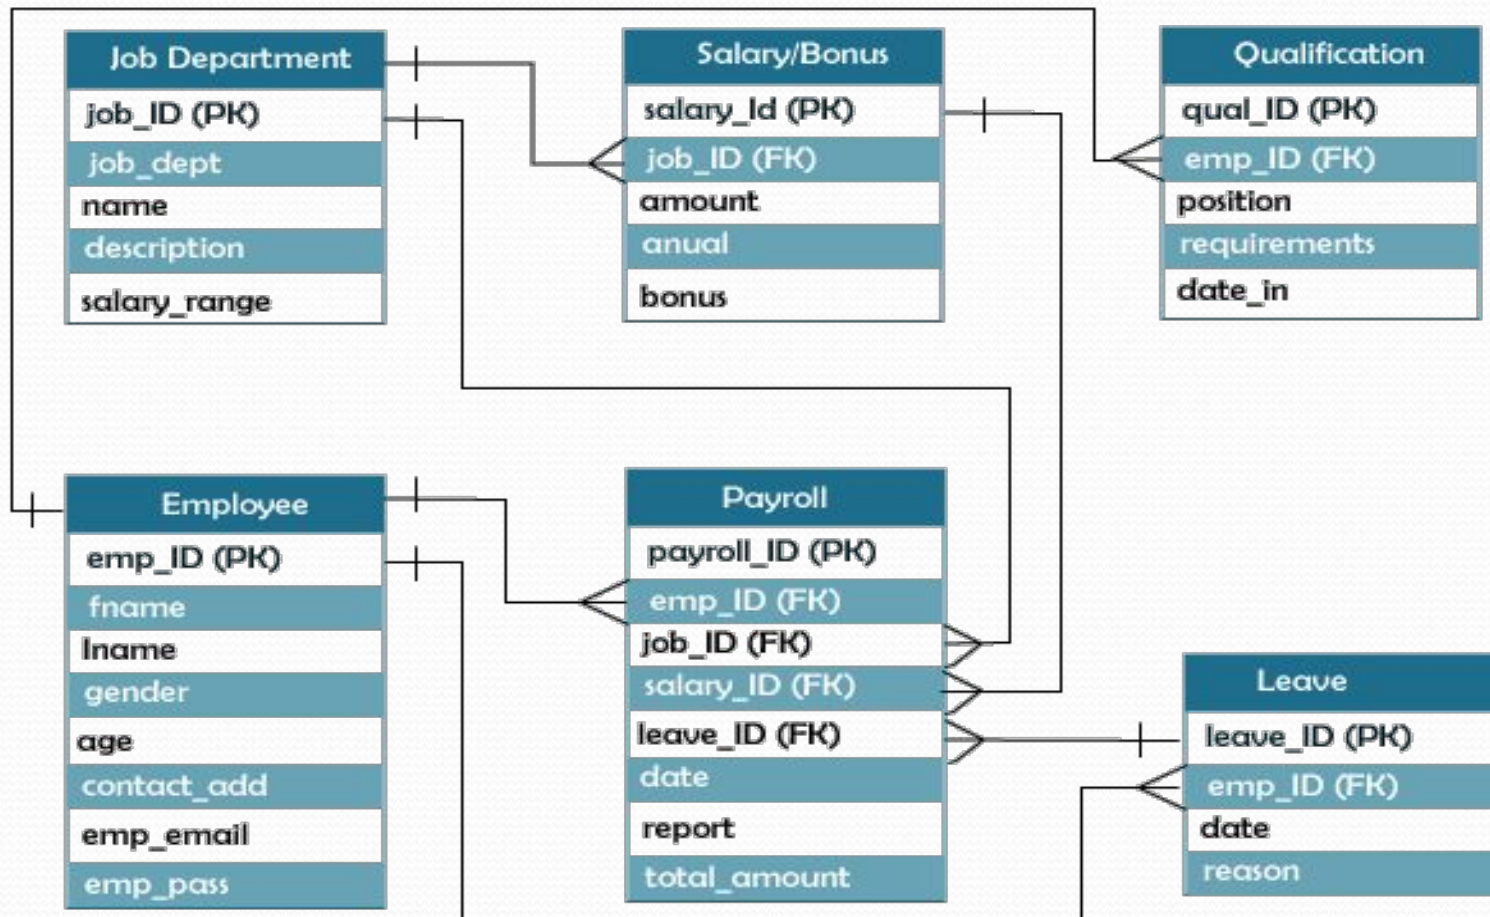 Job Department
job_ID (PK)
job_dept
name
description
salary_range
Salary/Bonus
salary_Id (PK)
job_ID (FK)
amount
anual
bonus
Qualification
qual_ID (PK)
emp_ID (FK)
position
requirements
date_in
Employee
emp_ID (PK)
fname
lname
gender
age
contact_add
emp_email
emp_pass
Payroll
payroll_ID (PK)
emp_ID (FK)
job_ID (FK)
salary_ID (FK)
leave_ID (FK)
date
report
total_amount
Leave
leave_ID (PK)
emp_ID (FK)
date
reason